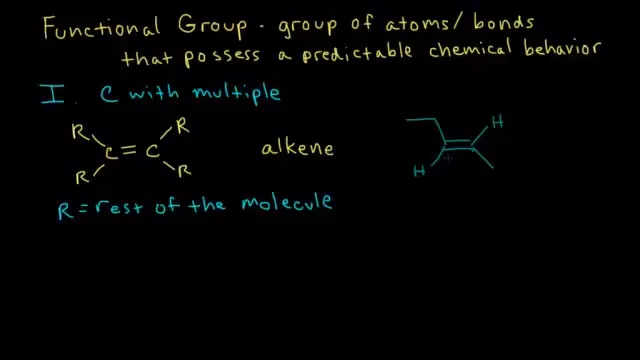 Functional Group - group of atoms/bonds
that possess a predictable chemical behavior
I. C with multiple
R R
C = C alkene H
R R H
R = rest of the molecule